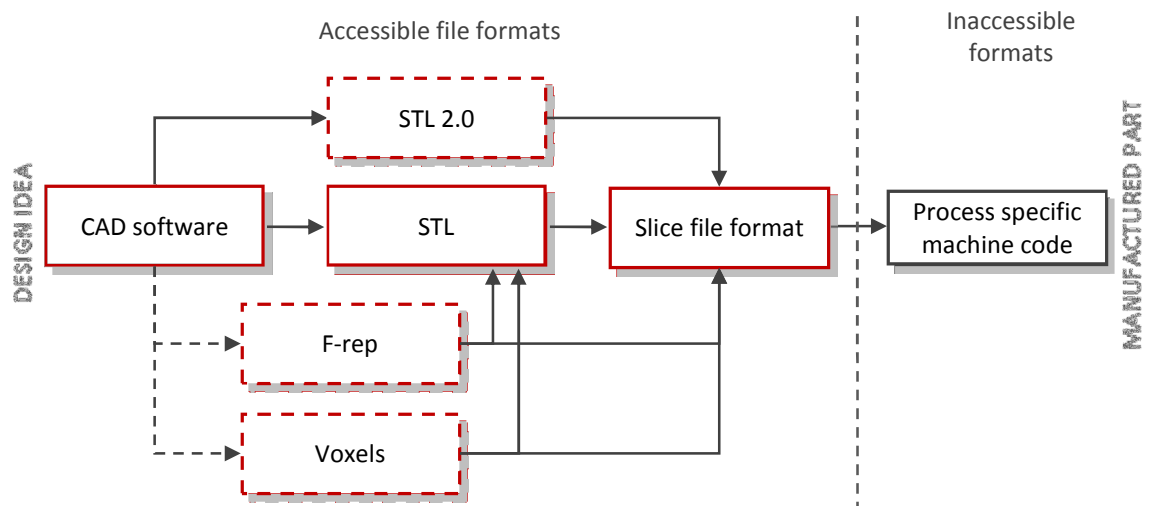 Accessible file formats
Inaccessible
formats
STL 2.0
DESIGN IDEA
CAD software
STL
Slice file format
Process specific
machine code
MANUFACTURED PART
F-rep
Voxels